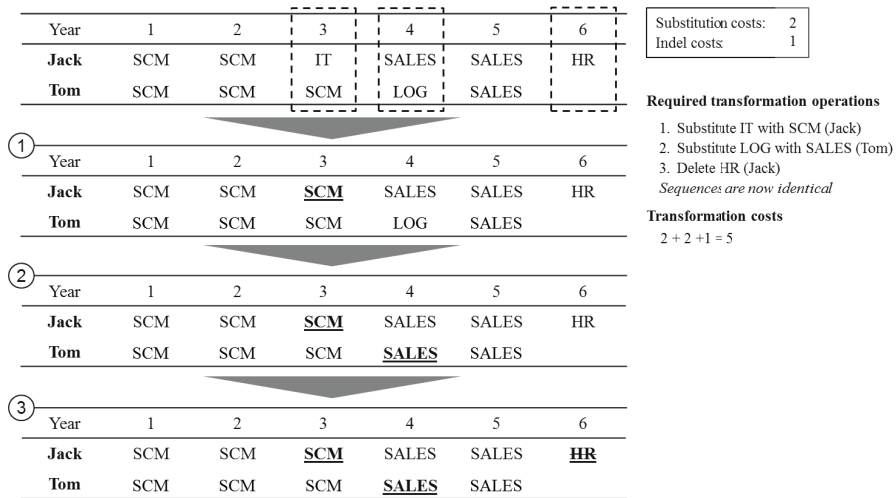 Year 1 2 3 4 5 6
Jack SCM SCM IT SALES SALES HR
Tom SCM SCM SCM LOG SALES
1
Year 1 2 3 4 5 6
Jack SCM SCM SCM SALES SALES HR
Tom SCM SCM SCM LOG SALES
2
Year 1 2 3 4 5 6
Jack SCM SCM SCM SALES SALES HR
Tom SCM SCM SCM SALES SALES
3
Year 1 2 3 4 5 6
Jack SCM SCM SCM SALES SALES HR
Tom SCM SCM SCM SALES SALES
Substitution costs: 2
Indel costs: 1
Required transformation operations
1. Substitute IT with SCM (Jack)
2. Substitute LOG with SALES (Tom)
3. Delete HR (Jack)
Sequences are now identical
Transformation costs
2 + 2 +1 = 5